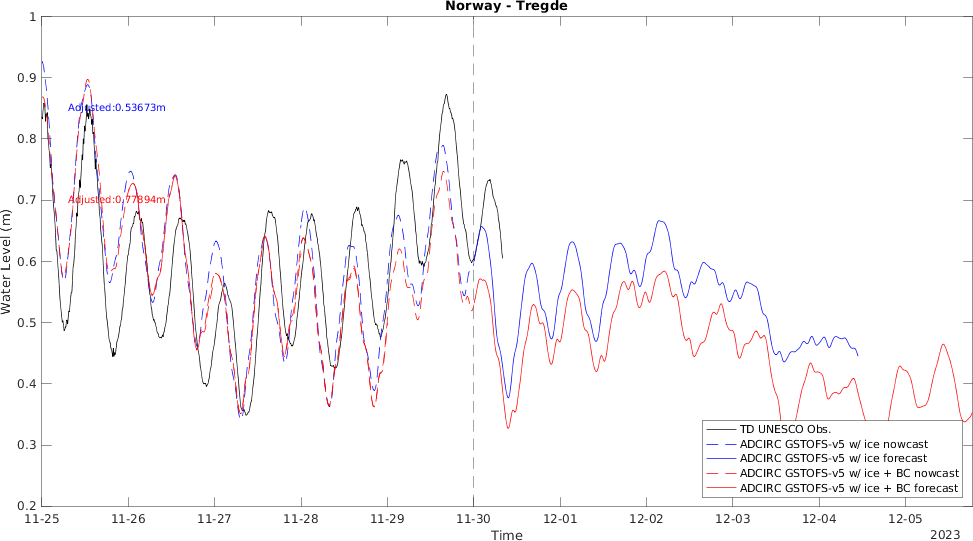 Norway - Tregde
1
0.9
0.8
0.7
0.6
0.5
0.4
0.3
0.2
Water Level (m)
Adjusted:0.53673m
Adjusted:0.77894m
TD UNESCO Obs.
ADCIRC GSTOFS-v5 w/ ice nowcast
ADCIRC GSTOFS-v5 w/ ice forecast
ADCIRC GSTOFS-v5 w/ ice + BC nowcast
ADCIRC GSTOFS-v5 w/ ice + BC forecast
11-25 11-26 11-27 11-28 11-29 11-30 12-01 12-02 12-03 12-04 12-05
Time
2023